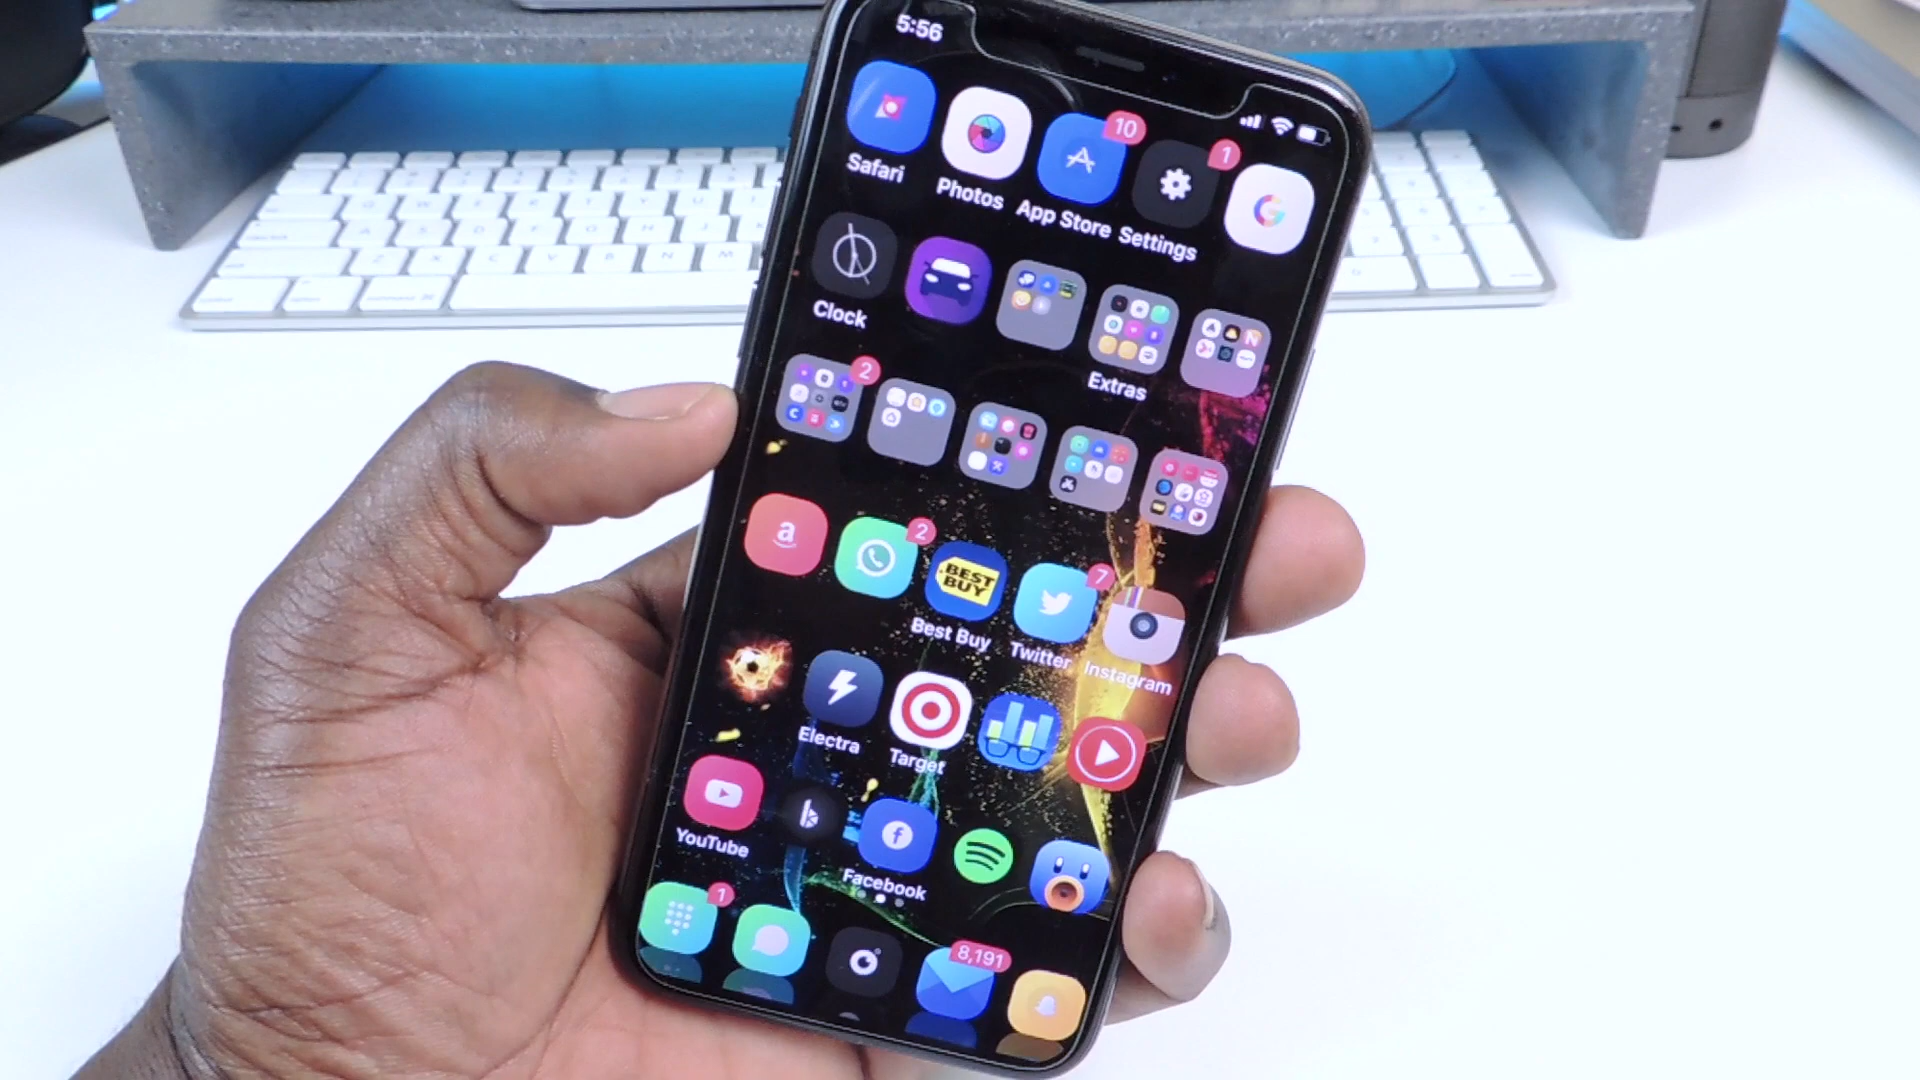 5:56
10
1
Safari
Photos
App Store
Settings
G
Clock
Extras
2
a
2
BEST
BUY
7
Best Buy
Twitter
Instagram
Electra
Target
YouTube
f
Facebook
1
8,191